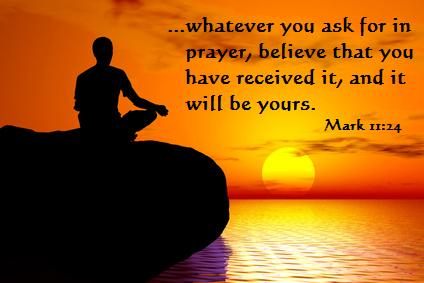 ...whatever you ask for in
prayer, believe that you
have received it, and it
will be yours.
Mark 11:24